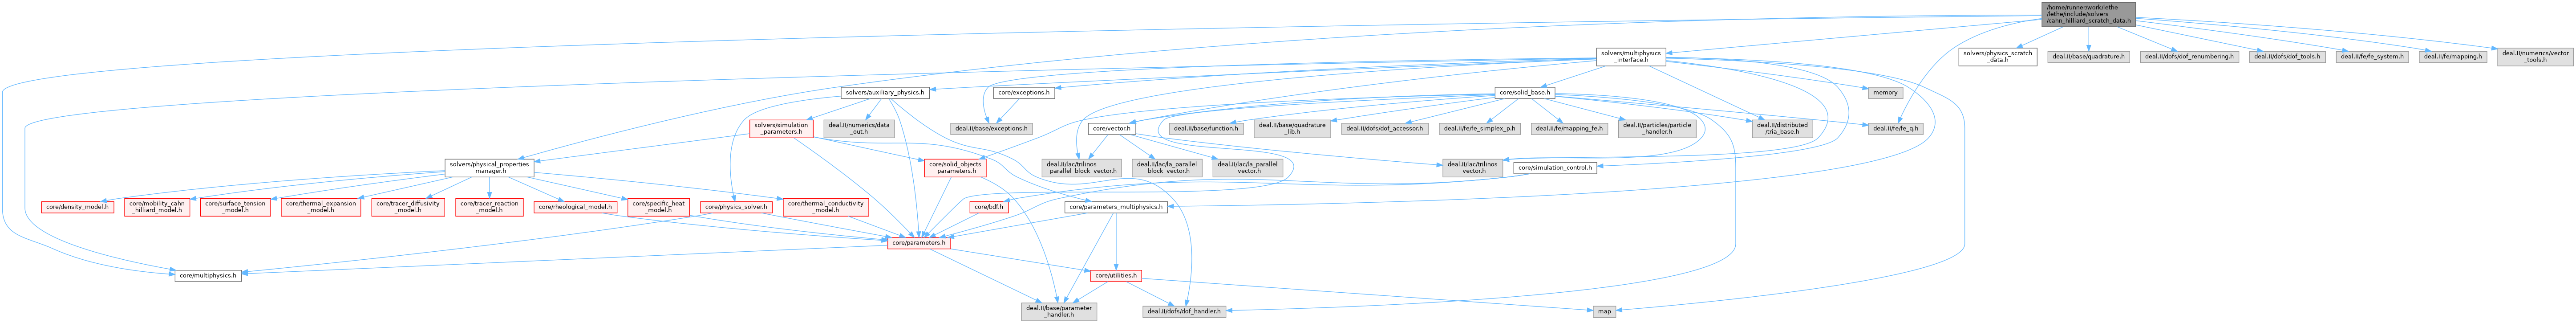 /home/runner/work/lethe
/lethe/include/solvers
/cahn_hilliard_scratch_data.h
solvers/multiphysics
_interface.h
solvers/physics_scratch
_data.h
deal.II/base/quadrature.h
deal.II/dofs/dof_renumbering.h
deal.II/dofs/dof_tools.h
deal.II/fe/fe_system.h
deal.II/fe/mapping.h
deal.II/numerics/vector
_tools.h
solvers/auxiliary_physics.h
core/exceptions.h
core/solid_base.h
memory
solvers/simulation
_parameters.h
deal.II/numerics/data
_out.h
deal.II/base/exceptions.h
core/vector.h
deal.II/base/function.h
deal.II/base/quadrature
_lib.h
deal.II/dofs/dof_accessor.h
deal.II/fe/fe_simplex_p.h
deal.II/fe/mapping_fe.h
deal.II/particles/particle
_handler.h
deal.II/distributed
/tria_base.h
deal.II/fe/fe_q.h
solvers/physical_properties
_manager.h
core/solid_objects
_parameters.h
deal.II/lac/trilinos
_parallel_block_vector.h
deal.II/lac/la_parallel
_block_vector.h
deal.II/lac/la_parallel
_vector.h
deal.II/lac/trilinos
_vector.h
core/simulation_control.h
core/density_model.h
core/mobility_cahn
_hilliard_model.h
core/surface_tension
_model.h
core/thermal_expansion
_model.h
core/tracer_diffusivity
_model.h
core/tracer_reaction
_model.h
core/rheological_model.h
core/specific_heat
_model.h
core/physics_solver.h
core/thermal_conductivity
_model.h
core/bdf.h
core/parameters_multiphysics.h
core/parameters.h
core/multiphysics.h
core/utilities.h
deal.II/base/parameter
_handler.h
deal.II/dofs/dof_handler.h
map